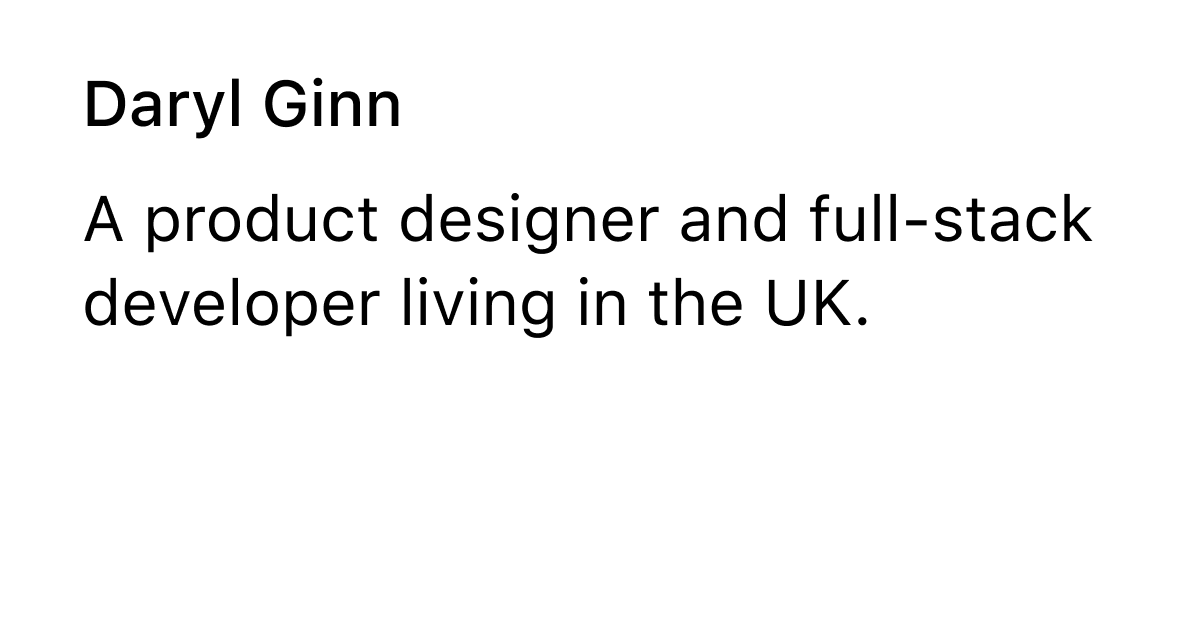 Daryl Ginn
A product designer and full-stack
developer living in the UK.